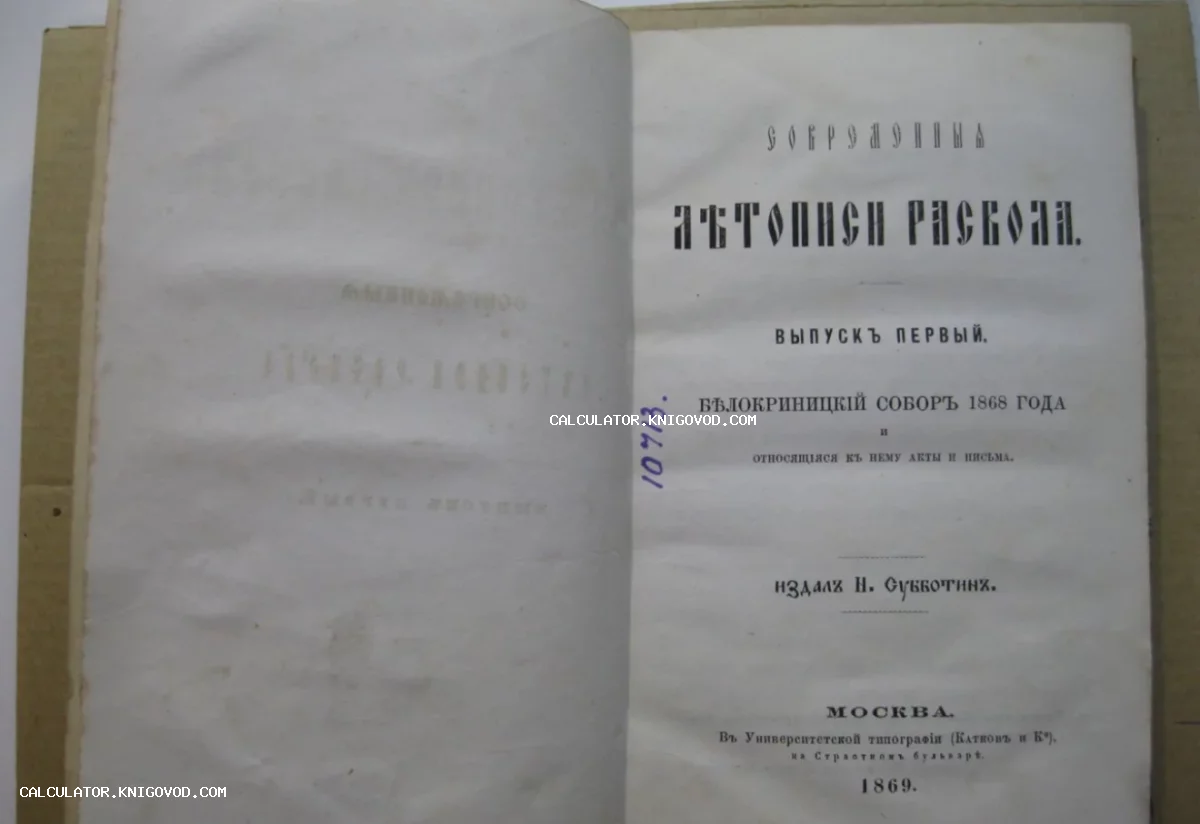 СОВРЕМЕННЫЯ
ЛѢТОПИСИ РАСКОЛА.
ВЫПУСКЪ ПЕРВЫЙ.
БѢЛОКРИНИЦКІЙ СОБОРЪ 1868 ГОДА
И
ОТНОСЯЩІЯСЯ КЪ НЕМУ АКТЫ И ПИСЬМА.
10713.
CALCULATOR.KNIGOVOD.COM
ИЗДАЛЪ Н. СУББОТИНЪ.
МОСКВА.
Въ Университетской типографіи (Катковъ и Кº).
на Страстномъ бульварѣ.
1869.
CALCULATOR.KNIGOVOD.COM